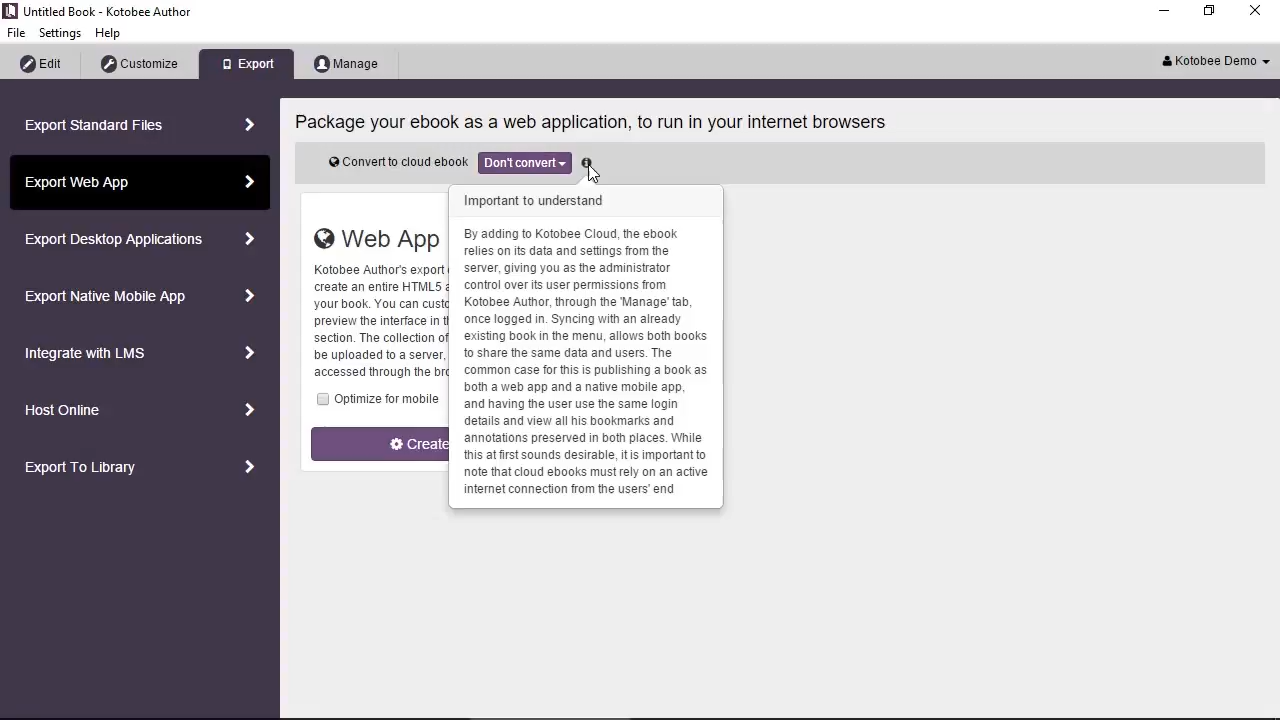 Untitled Book - Kotobee Author
File Settings Help
Edit Customize Export Manage Kotobee Demo
Export Standard Files
Export Web App
Export Desktop Applications
Export Native Mobile App
Integrate with LMS
Host Online
Export To Library
Package your ebook as a web application, to run in your internet browsers
Convert to cloud ebook Don't convert
Web App
Kotobee Author's export
create an entire HTML5
your book. You can
preview the interface in
section. The collection of
be uploaded to a server,
accessed through the
Optimize for mobile
Create
Important to understand
By adding to Kotobee Cloud, the ebook
relies on its data and settings from the
server, giving you as the administrator
control over its user permissions from
Kotobee Author, through the 'Manage' tab,
once logged in. Syncing with an already
existing book in the menu, allows both books
to share the same data and users. The
common case for this is publishing a book as
both a web app and a native mobile app,
and having the user use the same login
details and view all his bookmarks and
annotations preserved in both places. While
this at first sounds desirable, it is important to
note that cloud ebooks must rely on an active
internet connection from the users' end